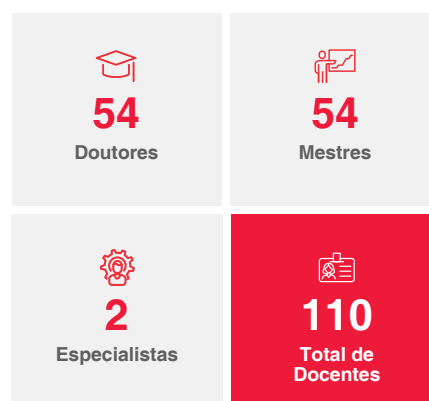 54
Doutores
54
Mestres
2
Especialistas
110
Total de
Docentes